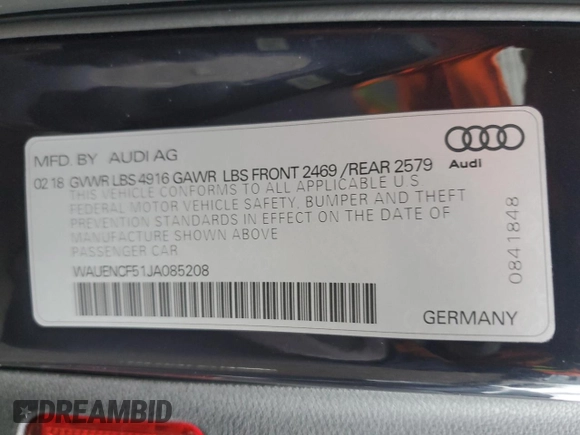 MFD. BY AUDI AG
Audi
02 18 GVWR LBS 4916 GAWR LBS FRONT 2469 /REAR 2579
THIS VEHICLE CONFORMS TO ALL APPLICABLE U S
FEDERAL MOTOR VEHICLE SAFETY, BUMPER AND THEFT
PREVENTION STANDARDS IN EFFECT ON THE DATE OF
MANUFACTURE SHOWN ABOVE
PASSENGER CAR
WAUENCF51JA085208
0841848
GERMANY
DREAMBID